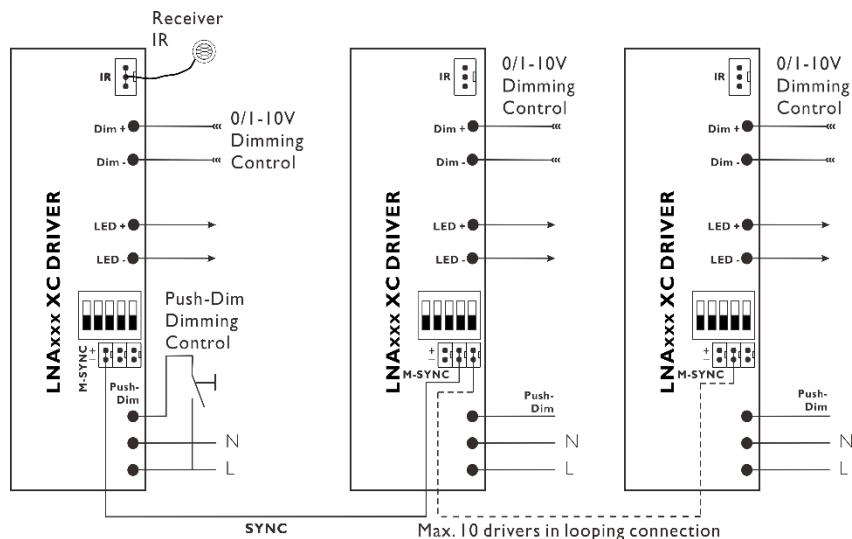 Receiver
IR
IR
0/1-10V
Dimming
Control
Dim +
Dim -
LED +
LED -
LNAxxx XC DRIVER
Push-Dim
Dimming
Control
+
–
M-SYNC
Push-
Dim
N
L
0/1-10V
Dimming
Control
IR
Dim +
Dim -
LED +
LED -
LNAxxx XC DRIVER
+
–
M-SYNC
Push-
Dim
N
L
0/1-10V
Dimming
Control
IR
Dim +
Dim -
LED +
LED -
LNAxxx XC DRIVER
+
–
M-SYNC
Push-
Dim
N
L
SYNC
Max. 10 drivers in looping connection